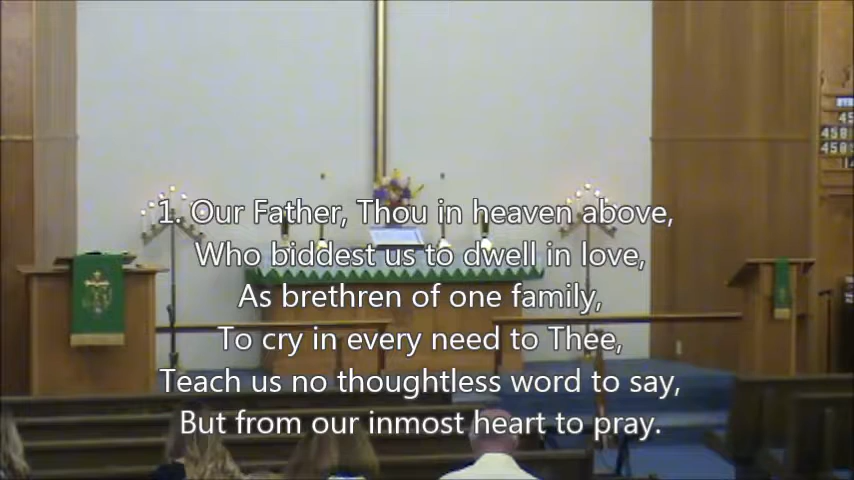 1. Our Father, Thou in heaven above,
Who biddest us to dwell in love,
As brethren of one family,
To cry in every need to Thee,
Teach us no thoughtless word to say,
But from our inmost heart to pray.